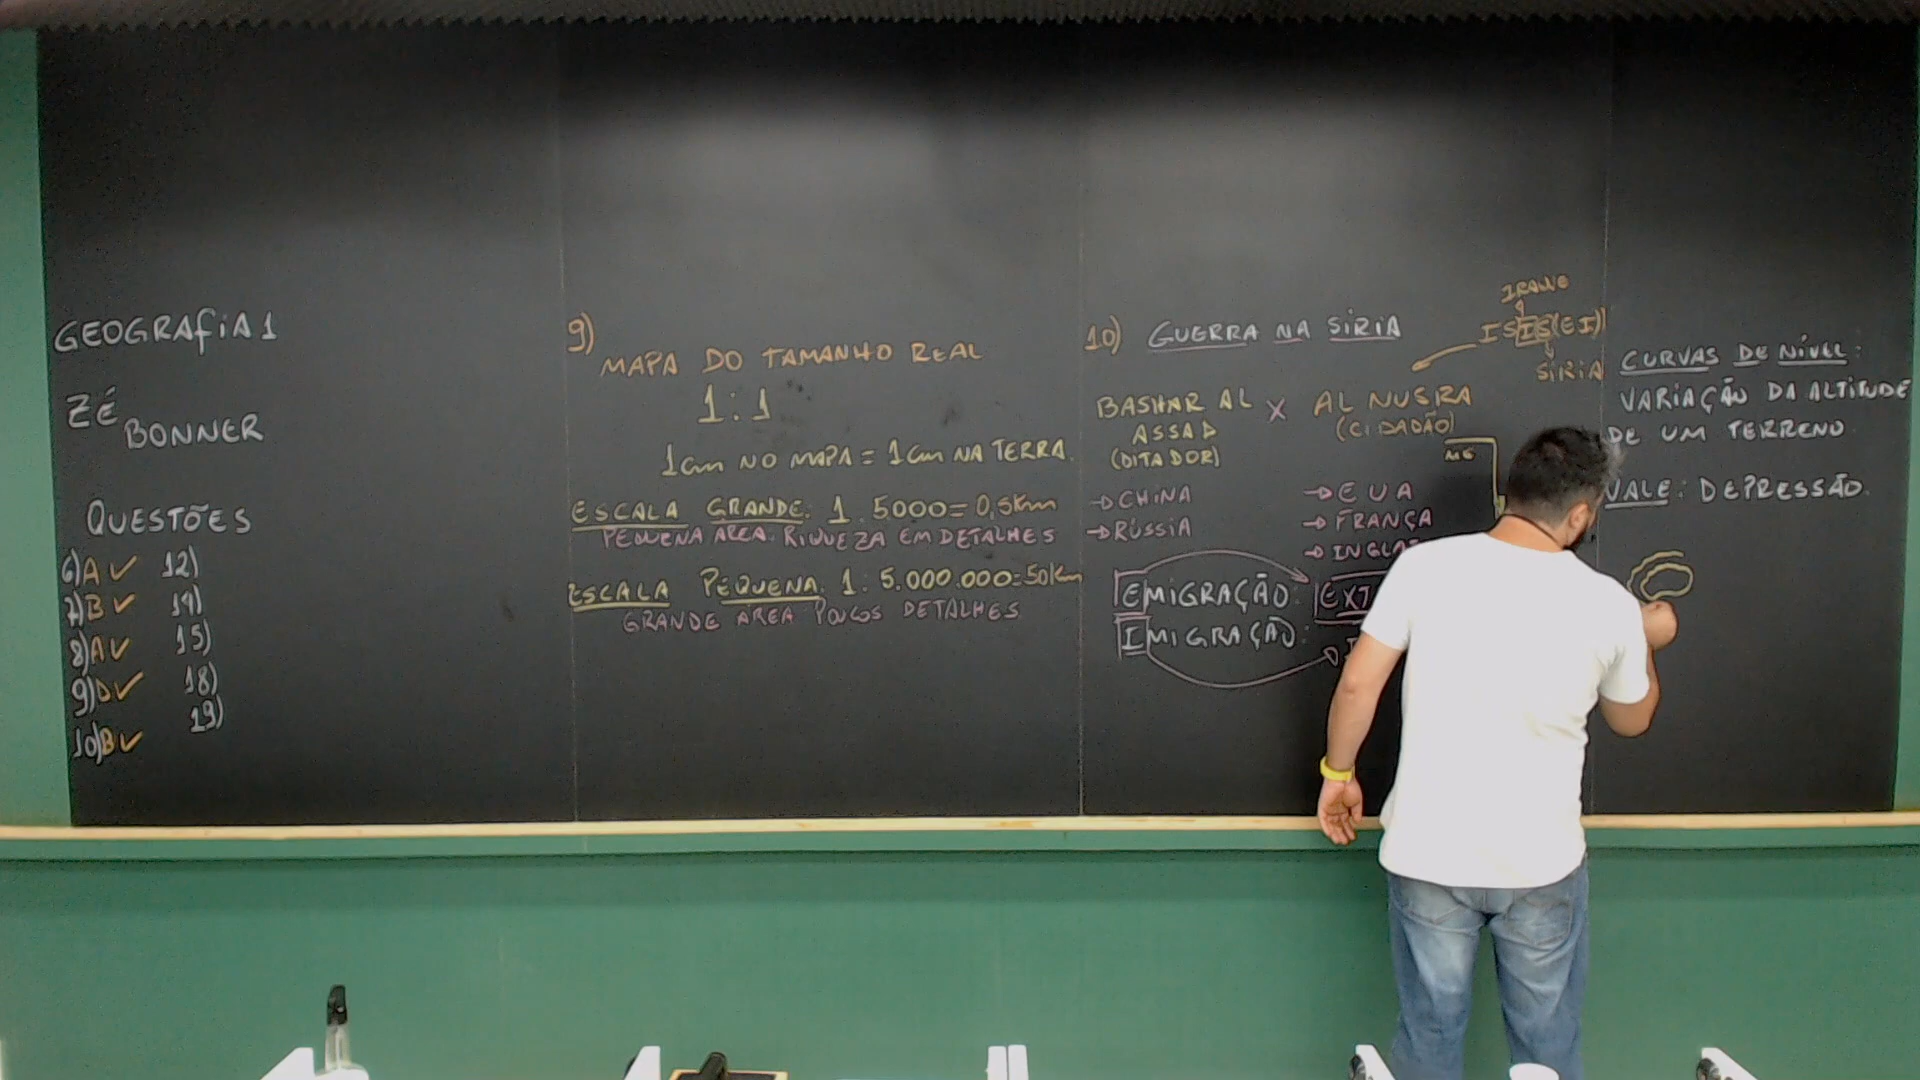 GEOGRAFIA 1
ZÉ
BONNER
QUESTÕES
6) A ✓
7) B ✓
8) A ✓
9) D ✓
10) B ✓
12)
14)
15)
18)
19)
9)
MAPA DO TAMANHO REAL
1:1
1cm NO MAPA = 1cm NA TERRA.
ESCALA GRANDE: 1:5000 = 0,5km
PEQUENA AREA. RIQUEZA EM DETALHES
ESCALA PEQUENA. 1:5.000.000 = 50km
GRANDE AREA POUCOS DETALHES
10) GUERRA NA SÍRIA
ISIS (EI)
SÍRIA
BASHAR AL
ASSAD
(DITADOR)
X
AL NUSRA
(CIDADÃO)
→ CHINA
→ RÚSSIA
→ EUA
→ FRANÇA
→ INGLA
EMIGRAÇÃO: EXT
IMIGRAÇÃO:
CURVAS DE NÍVEL:
VARIAÇÃO DA ALTITUDE
DE UM TERRENO
VALE: DEPRESSÃO.